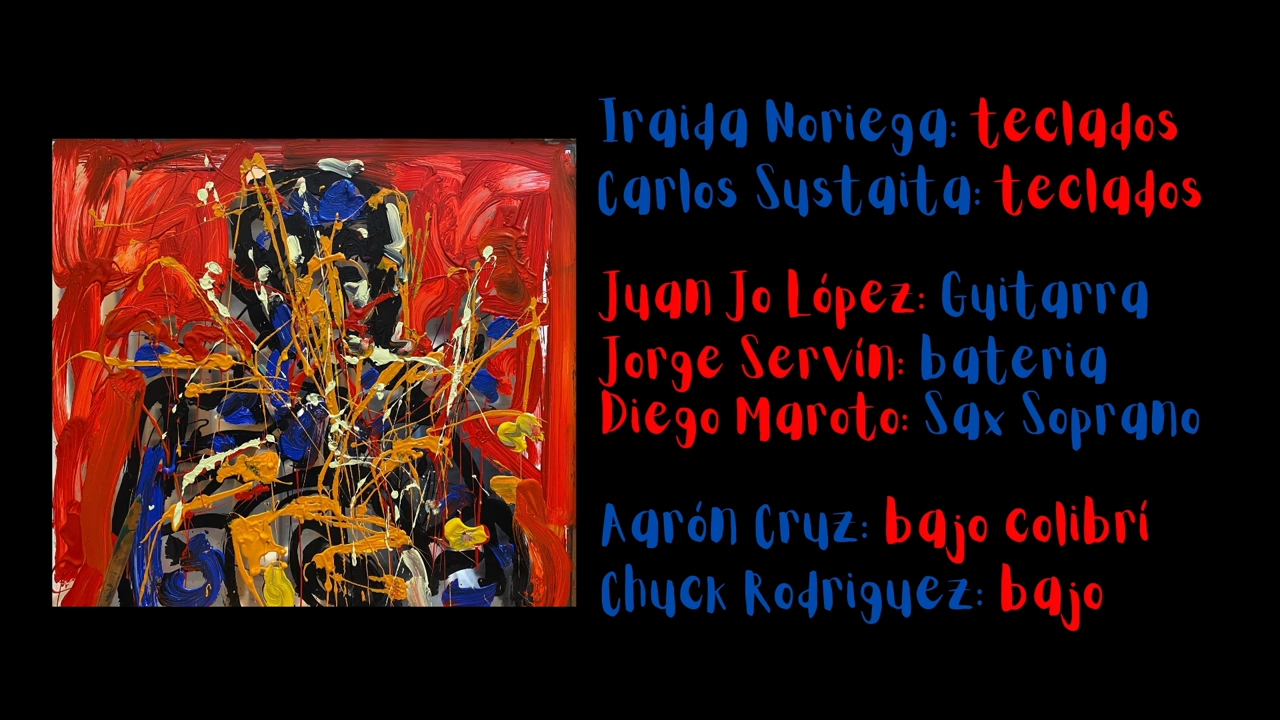 Iraida Noriega: teclados
Carlos Sustaita: teclados
Juan Jo López: Guitarra
Jorge Servín: bateria
Diego Maroto: Sax Soprano
Aarón Cruz: bajo colibrí
Chuck Rodriguez: bajo